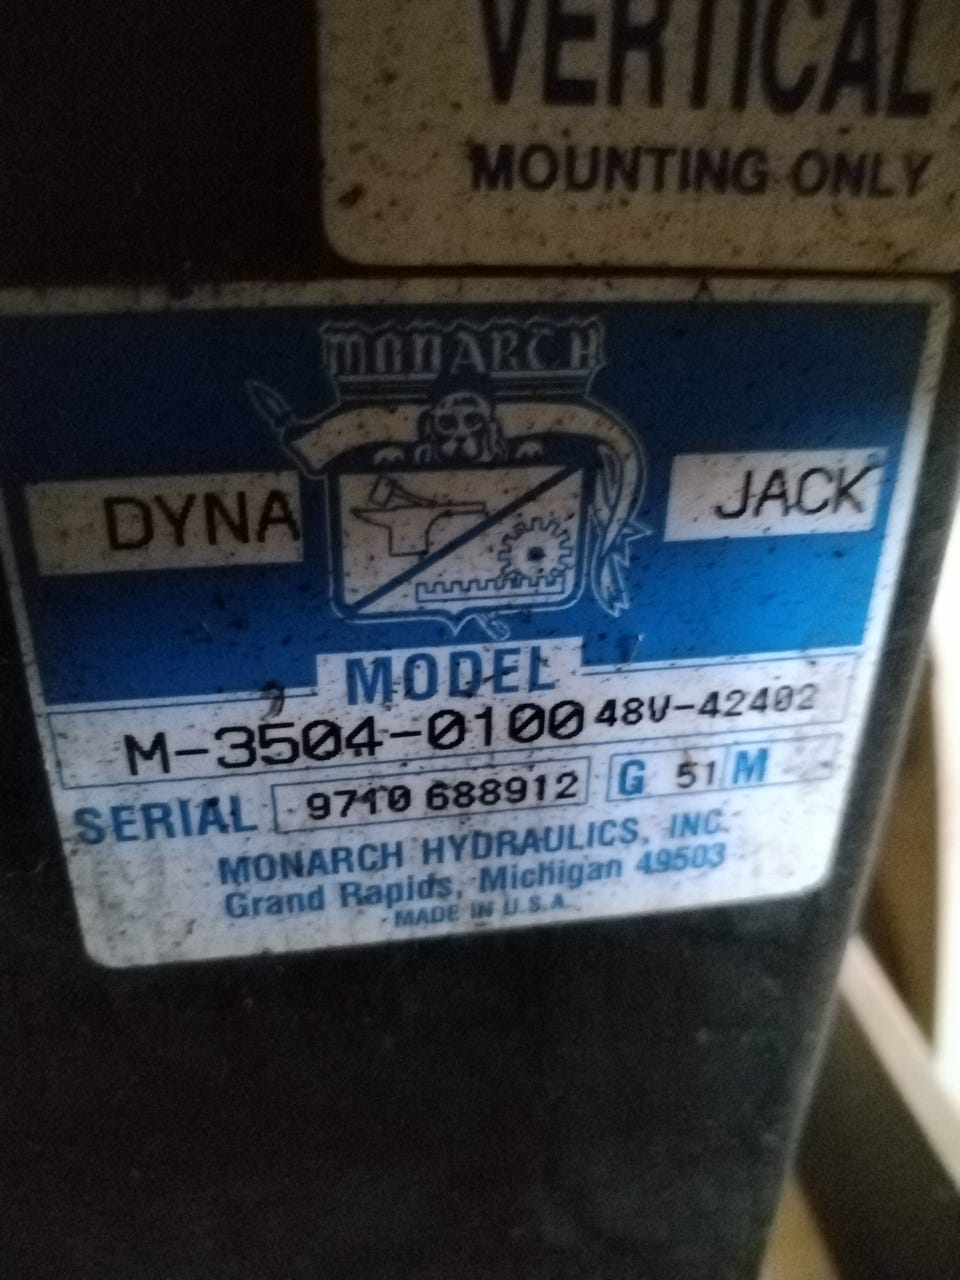 VERTICAL
MOUNTING ONLY
MONARCH
DYNA JACK
MODEL
M-3504-0100 48V-42402
SERIAL 9710 688912 G 51 M
MONARCH HYDRAULICS, INC.
Grand Rapids, Michigan 49503
MADE IN U.S.A.